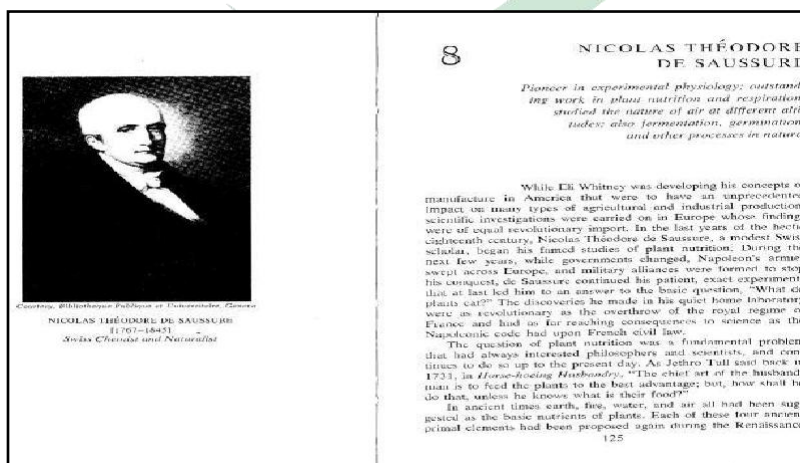 Courtesy, Bibliothèque Publique et Universitaire, Geneva
NICOLAS THÉODORE DE SAUSSURE
[1767–1845]
Swiss Chemist and Naturalist
8
NICOLAS THÉODORE
DE SAUSSURE
Pioneer in experimental physiology; outstand
ing work in plant nutrition and respiration
studied the nature of air at different alti
tudes; also fermentation, germination
and other processes in nature
While Eli Whitney was developing his concepts o
manufacture in America that were to have an unprecedente
impact on many types of agricultural and industrial production
scientific investigations were carried on in Europe whose finding
were of equal revolutionary import. In the last years of the hecti
eighteenth century, Nicolas Théodore de Saussure, a modest Swis
scholar, began his famed studies of plant nutrition. During the
next few years, while governments changed, Napoleon's armie
swept across Europe, and military alliances were formed to stop
his conquest, de Saussure continued his patient, exact experiment
that at last led him to an answer to the basic question, "What do
plants eat?" The discoveries he made in his quiet home laborator
were as revolutionary as the overthrow of the royal regime o
France and had as far reaching consequences to science as the
Napoleonic code had upon French civil law.
The question of plant nutrition was a fundamental problem
that had always interested philosophers and scientists, and con
tinues to do so up to the present day. As Jethro Tull said back in
1731, in Horse-hoeing Husbandry, "The chief art of the husband
man is to feed the plants to the best advantage; but, how shall h
do that, unless he knows what is their food?"
In ancient times earth, fire, water, and air all had been sug
gested as the basic nutrients of plants. Each of these four ancien
primal elements had been proposed again during the Renaissance
125